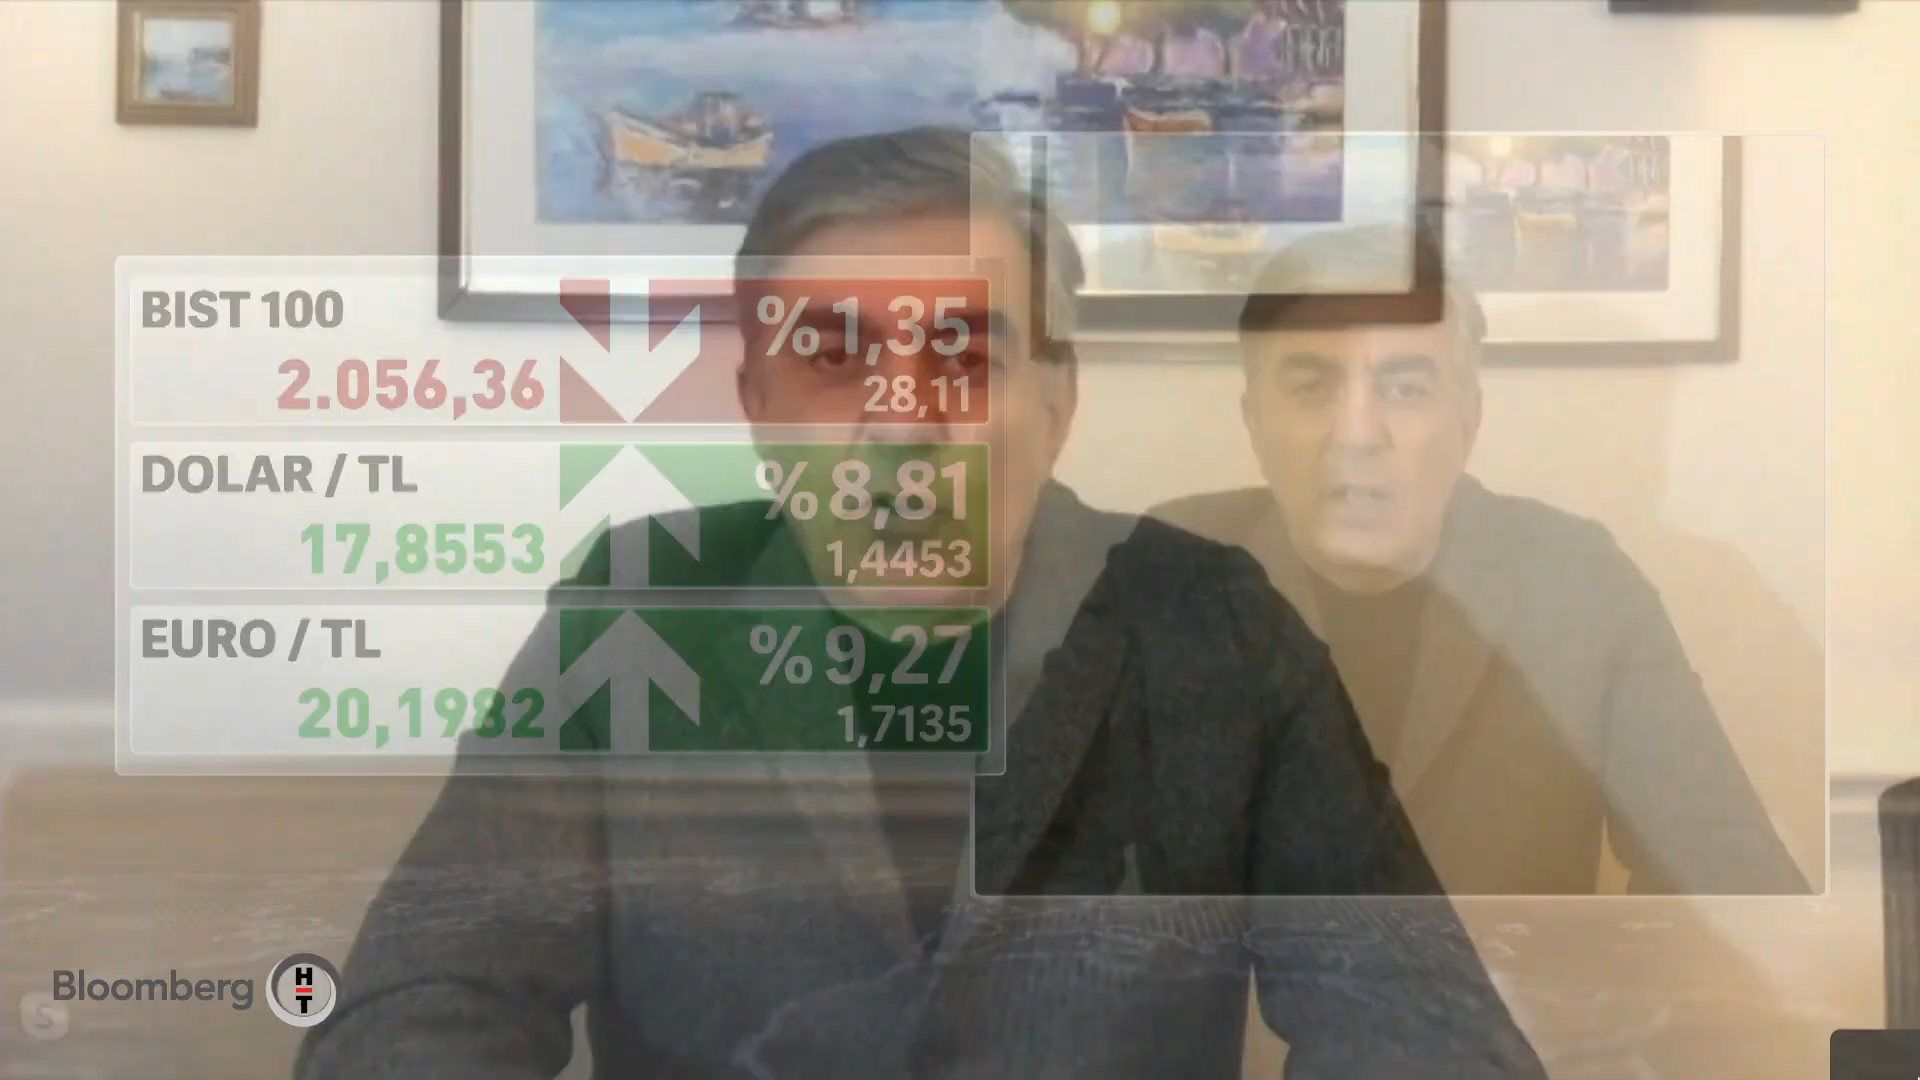 BIST 100
%1,35
2.056,36
28,11
DOLAR / TL
%8,81
17,8553
1,4453
EURO / TL
%9,27
20,1982
1,7135
Bloomberg HT
S